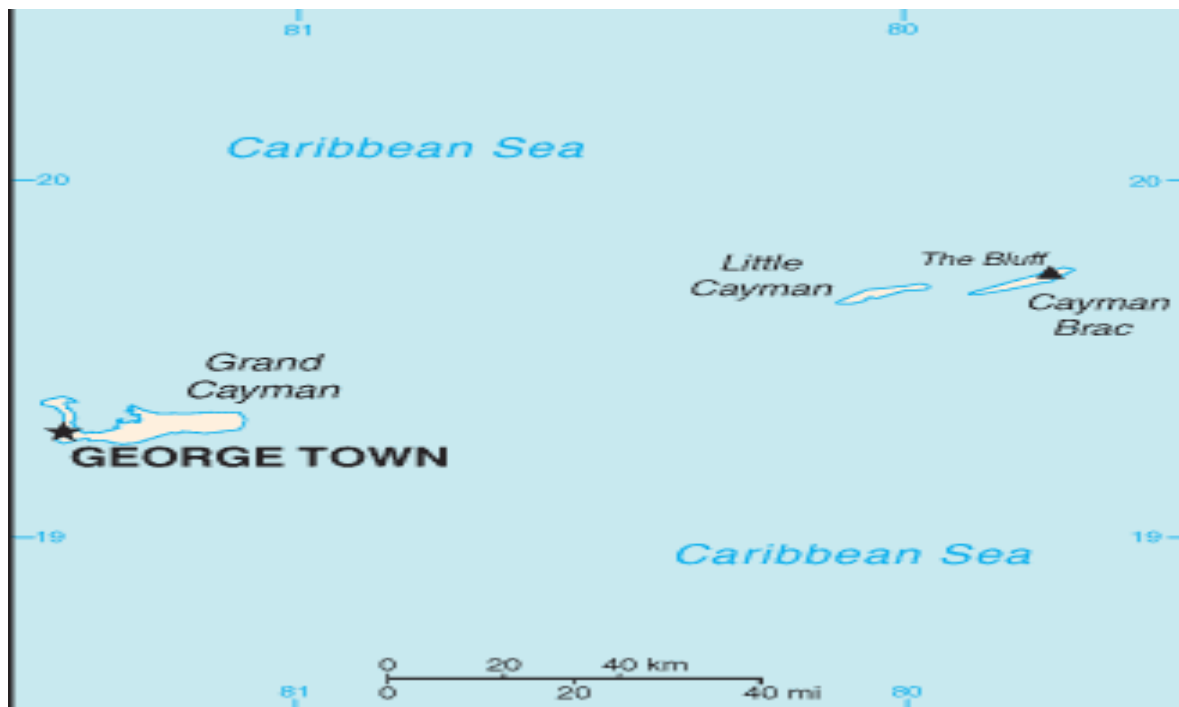 81 80
Caribbean Sea
20 20
Little
Cayman
The Bluff
Cayman
Brac
Grand
Cayman
GEORGE TOWN
19 19
Caribbean Sea
0 20 40 km
0 20 40 mi
81 80